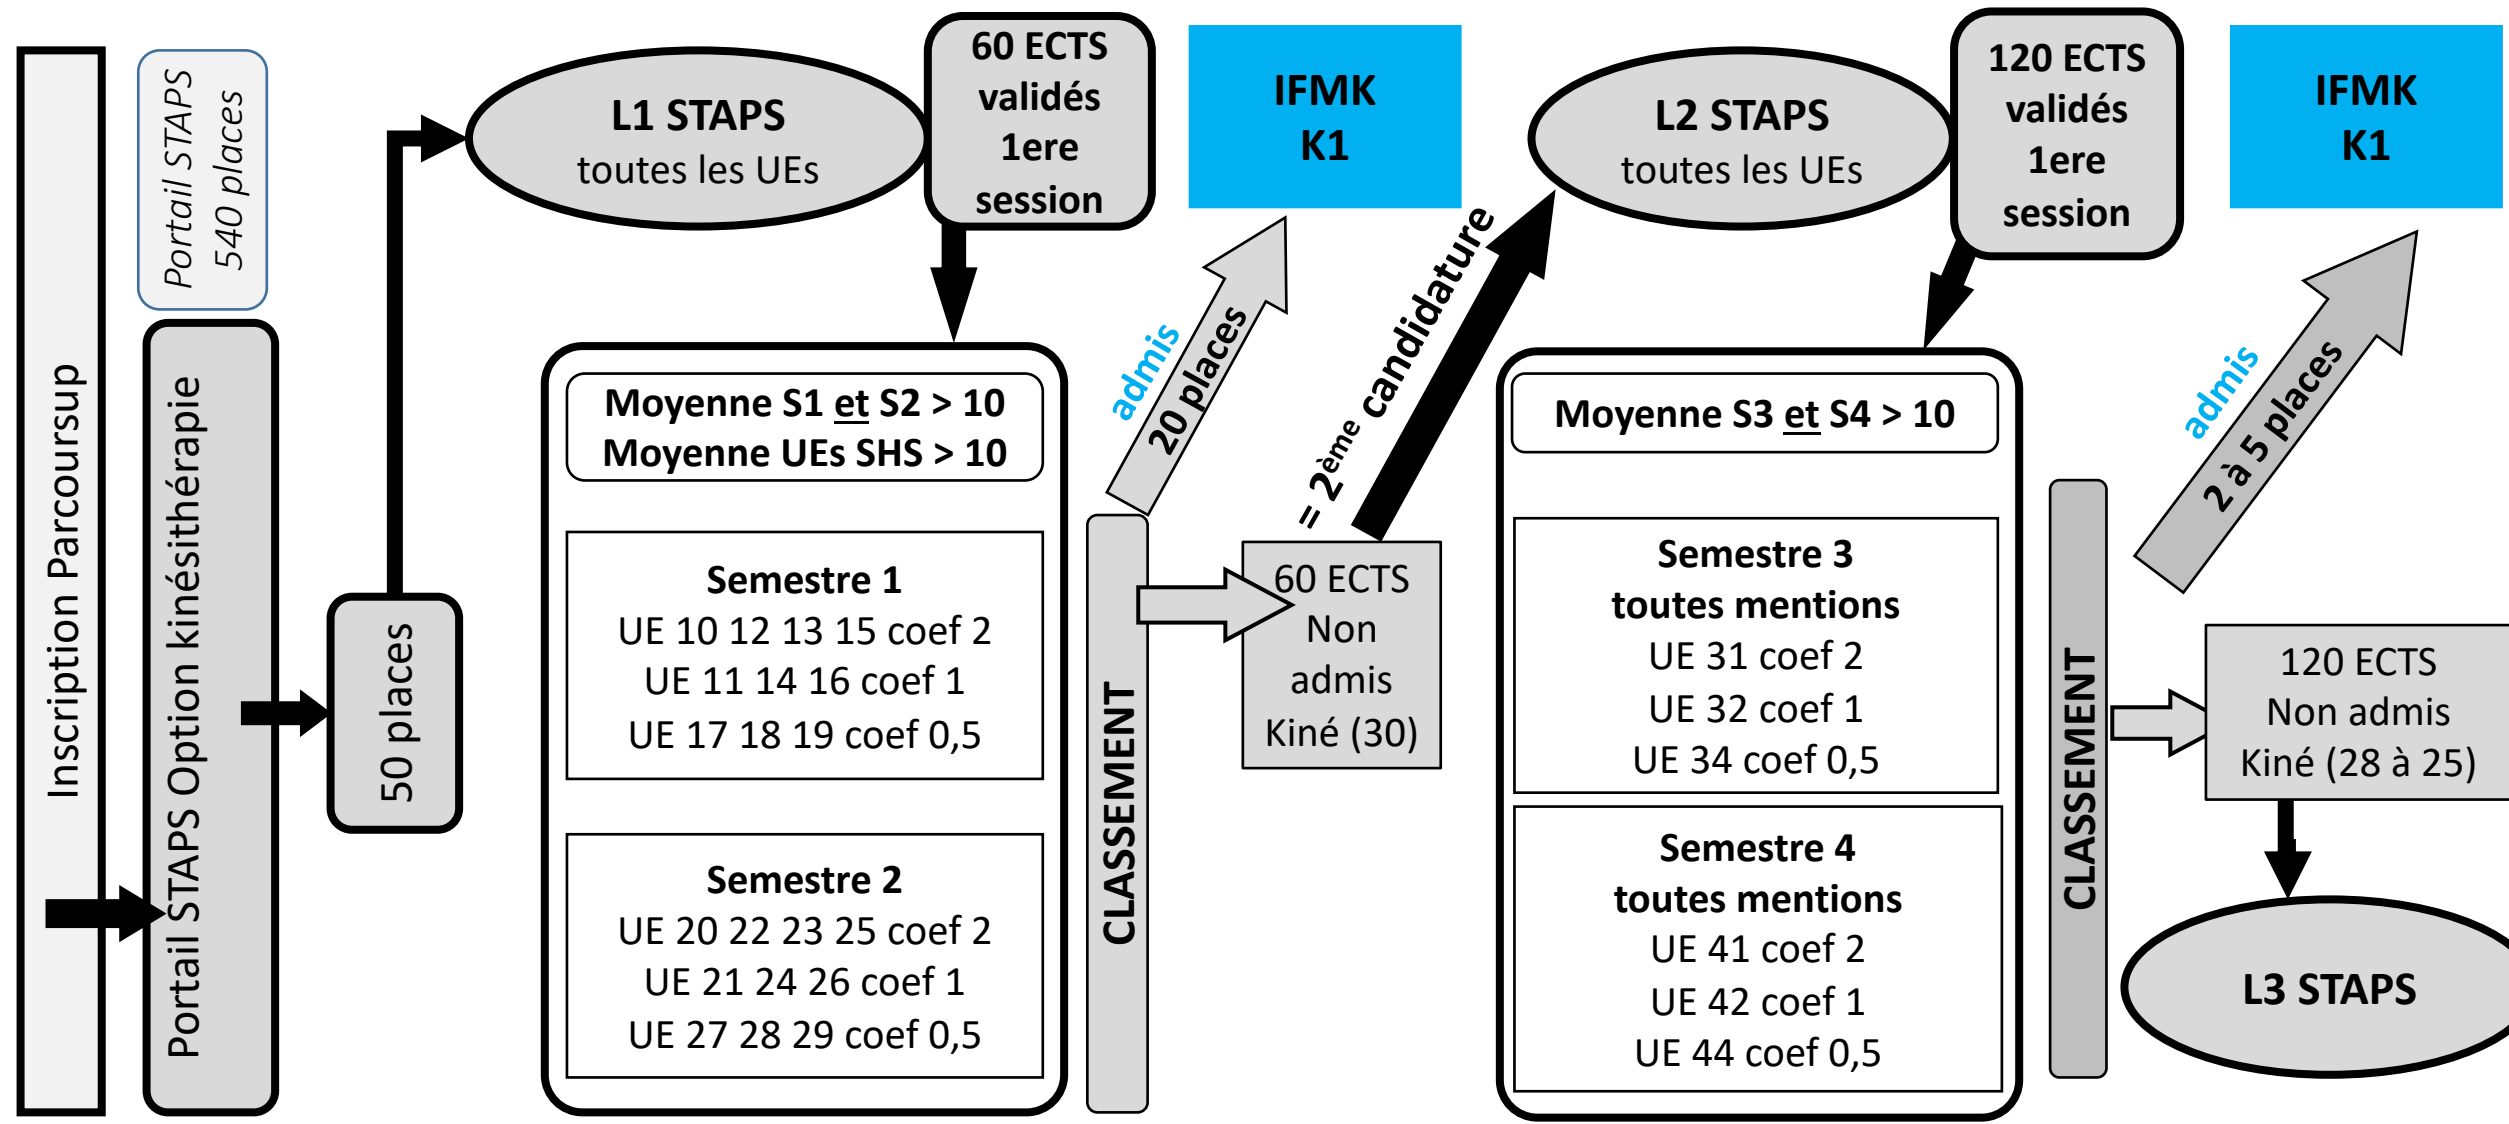 Inscription Parcoursup
Portail STAPS
540 places
Portail STAPS Option kinésithérapie
50 places
L1 STAPS
toutes les UEs
60 ECTS
validés
1ere
session
Moyenne S1 et S2 > 10
Moyenne UEs SHS > 10
Semestre 1
UE 10 12 13 15 coef 2
UE 11 14 16 coef 1
UE 17 18 19 coef 0,5
Semestre 2
UE 20 22 23 25 coef 2
UE 21 24 26 coef 1
UE 27 28 29 coef 0,5
CLASSEMENT
admis
20 places
IFMK
K1
60 ECTS
Non
admis
Kiné (30)
= 2ème candidature
L2 STAPS
toutes les UEs
120 ECTS
validés
1ere
session
Moyenne S3 et S4 > 10
Semestre 3
toutes mentions
UE 31 coef 2
UE 32 coef 1
UE 34 coef 0,5
Semestre 4
toutes mentions
UE 41 coef 2
UE 42 coef 1
UE 44 coef 0,5
CLASSEMENT
admis
2 à 5 places
IFMK
K1
120 ECTS
Non admis
Kiné (28 à 25)
L3 STAPS